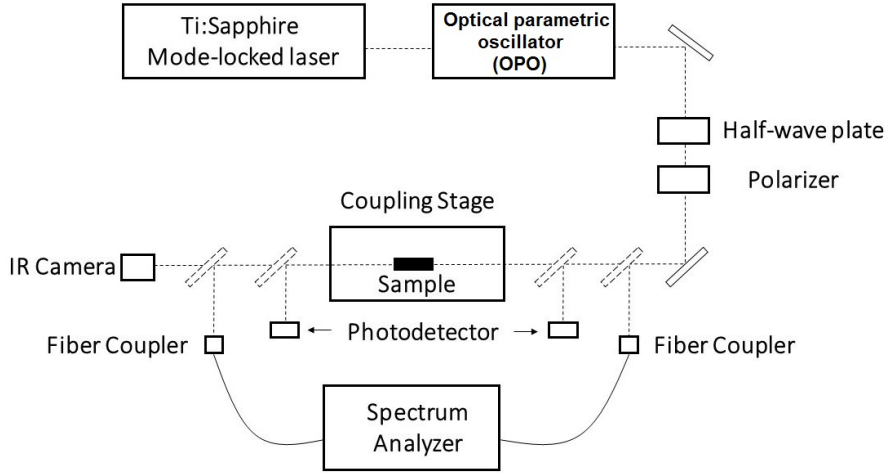 Ti:Sapphire
Mode-locked laser
Optical parametric
oscillator
(OPO)
Half-wave plate
Polarizer
Coupling Stage
IR Camera
Sample
Photodetector
Fiber Coupler
Fiber Coupler
Spectrum
Analyzer